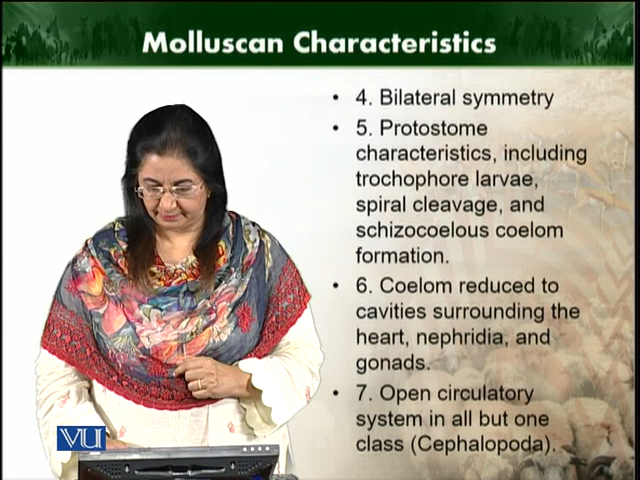 Molluscan Characteristics
• 4. Bilateral symmetry
• 5. Protostome
characteristics, including
trochophore larvae,
spiral cleavage, and
schizocoelous coelom
formation.
• 6. Coelom reduced to
cavities surrounding the
heart, nephridia, and
gonads.
• 7. Open circulatory
system in all but one
class (Cephalopoda).
VU